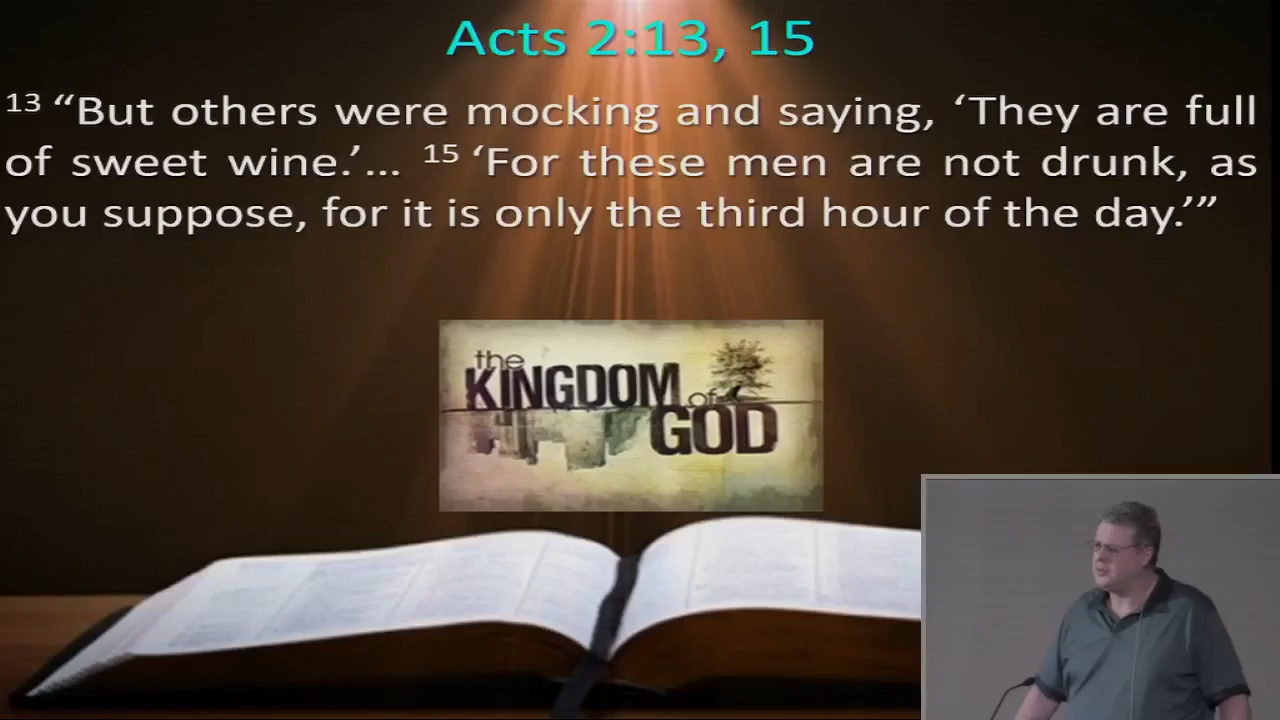 Acts 2:13, 15
13 “But others were mocking and saying, ‘They are full
of sweet wine.’... 15 ‘For these men are not drunk, as
you suppose, for it is only the third hour of the day.’”
the
KINGDOM of
GOD